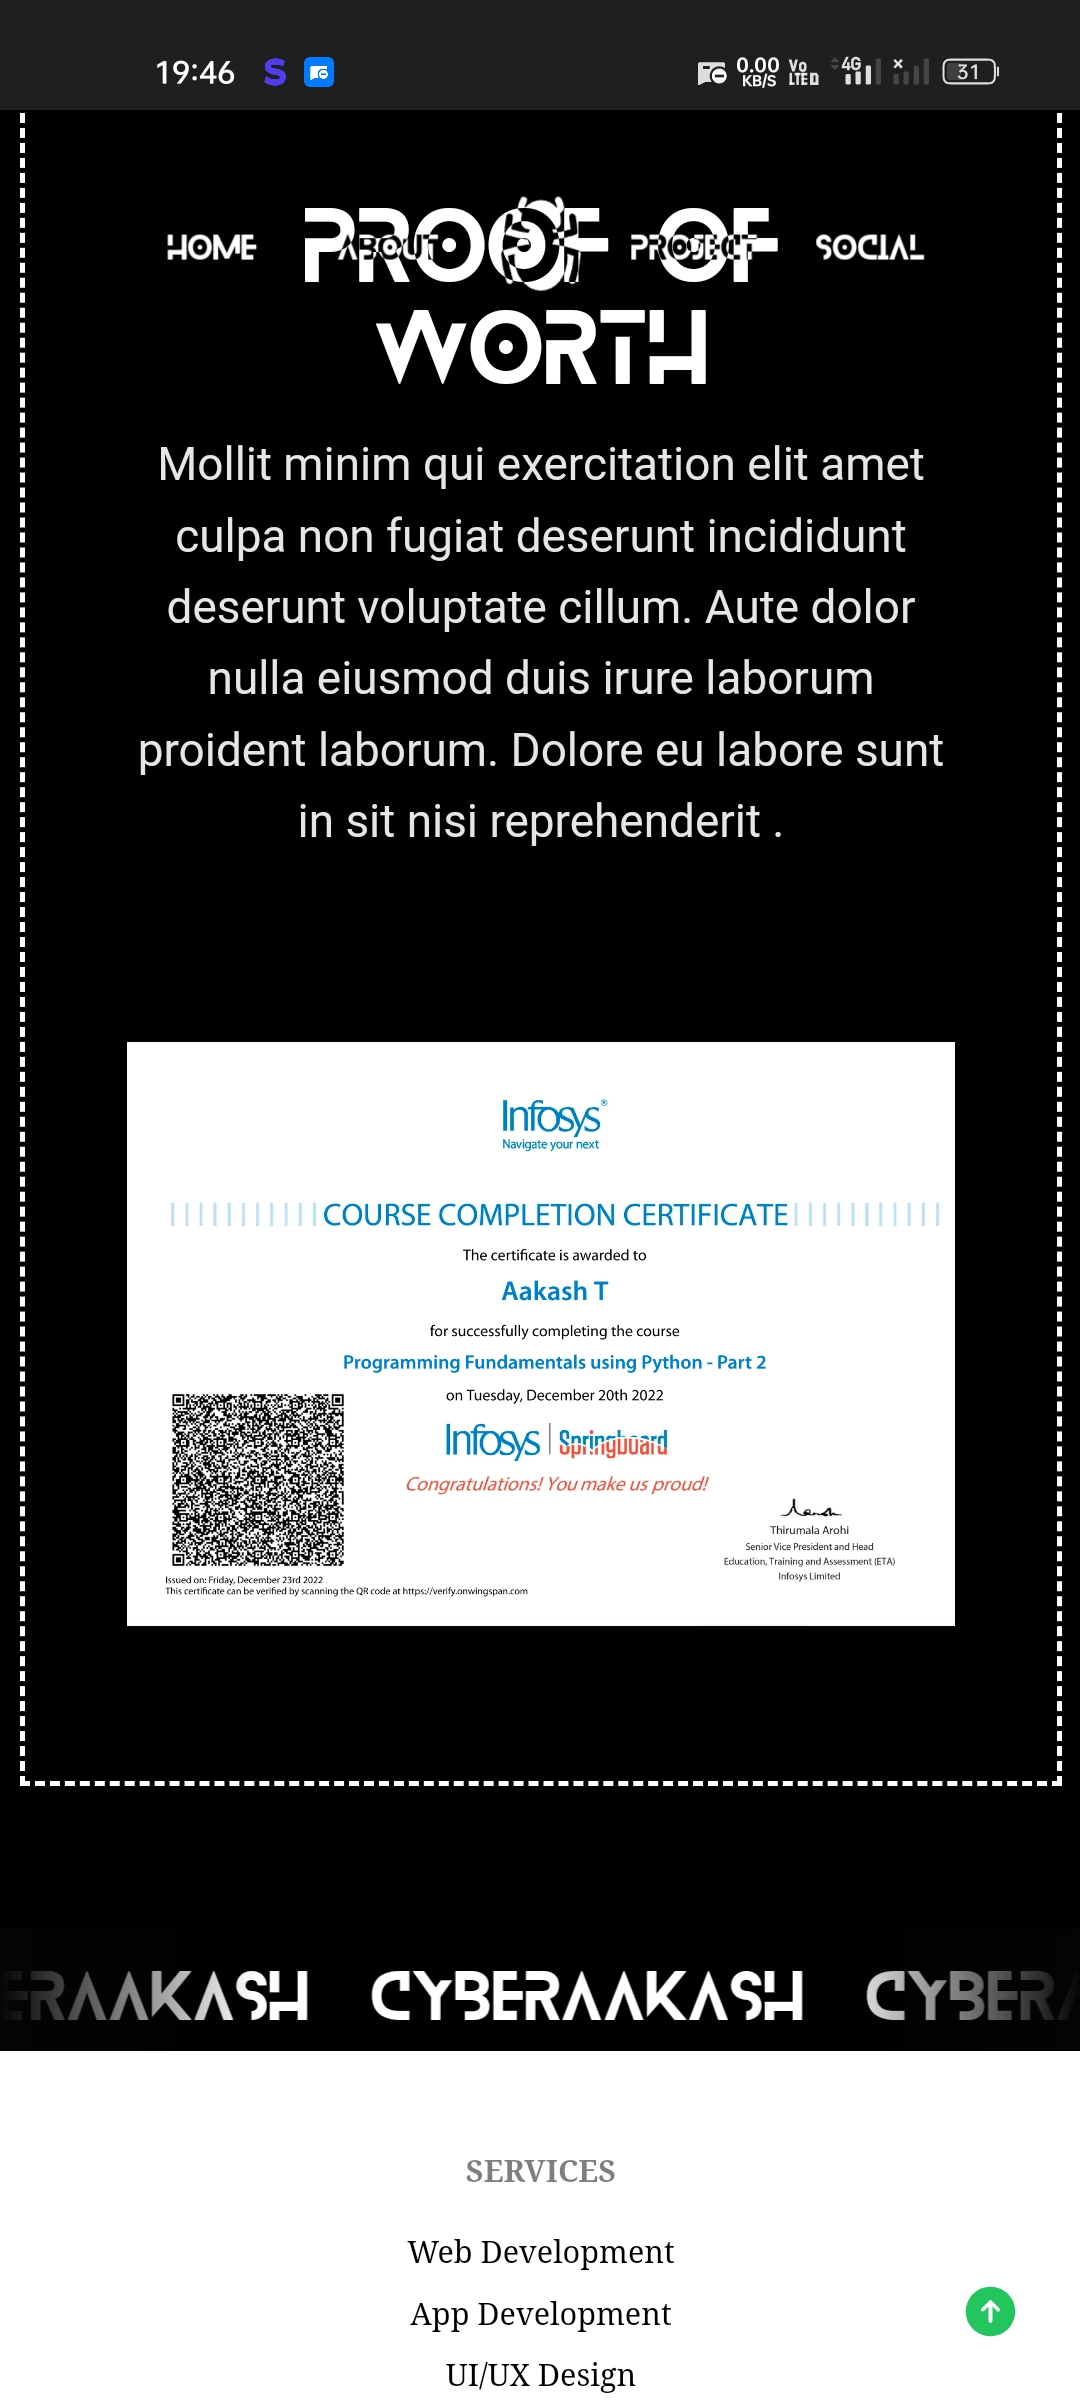 19:46
S
0.00
KB/S
Vo
LTE
4G
31
HOME
ABOUT
PROJECT
SOCIAL
PROOF OF
WORTH
Mollit minim qui exercitation elit amet
culpa non fugiat deserunt incididunt
deserunt voluptate cillum. Aute dolor
nulla eiusmod duis irure laborum
proident laborum. Dolore eu labore sunt
in sit nisi reprehenderit .
Infosys®
Navigate your next
COURSE COMPLETION CERTIFICATE
The certificate is awarded to
Aakash T
for successfully completing the course
Programming Fundamentals using Python - Part 2
on Tuesday, December 20th 2022
Infosys | Springboard
Congratulations! You make us proud!
Thirumala Arohi
Senior Vice President and Head
Education, Training and Assessment (ETA)
Infosys Limited
Issued on: Friday, December 23rd 2022
This certificate can be verified by scanning the QR code at https://verify.onwingspan.com
ERAAKASH CYBERAAKASH CYBERA
SERVICES
Web Development
App Development
UI/UX Design